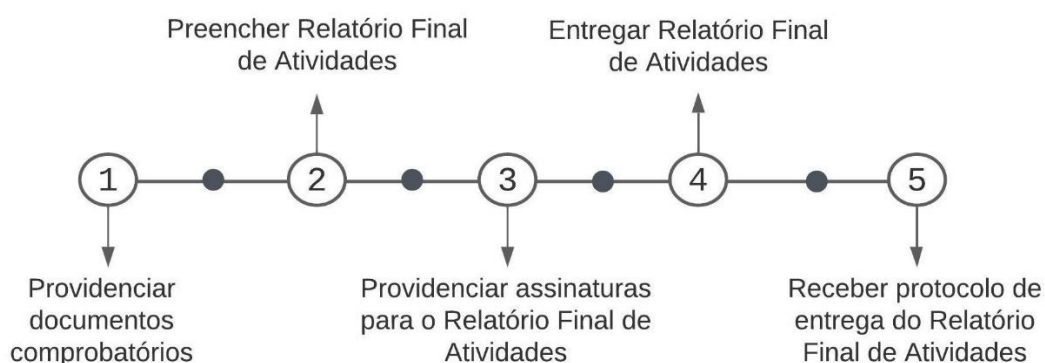 Preencher Relatório Final
de Atividades
Entregar Relatório Final
de Atividades
1
2
3
4
5
Providenciar
documentos
comprobatórios
Providenciar assinaturas
para o Relatório Final de
Atividades
Receber protocolo de
entrega do Relatório
Final de Atividades